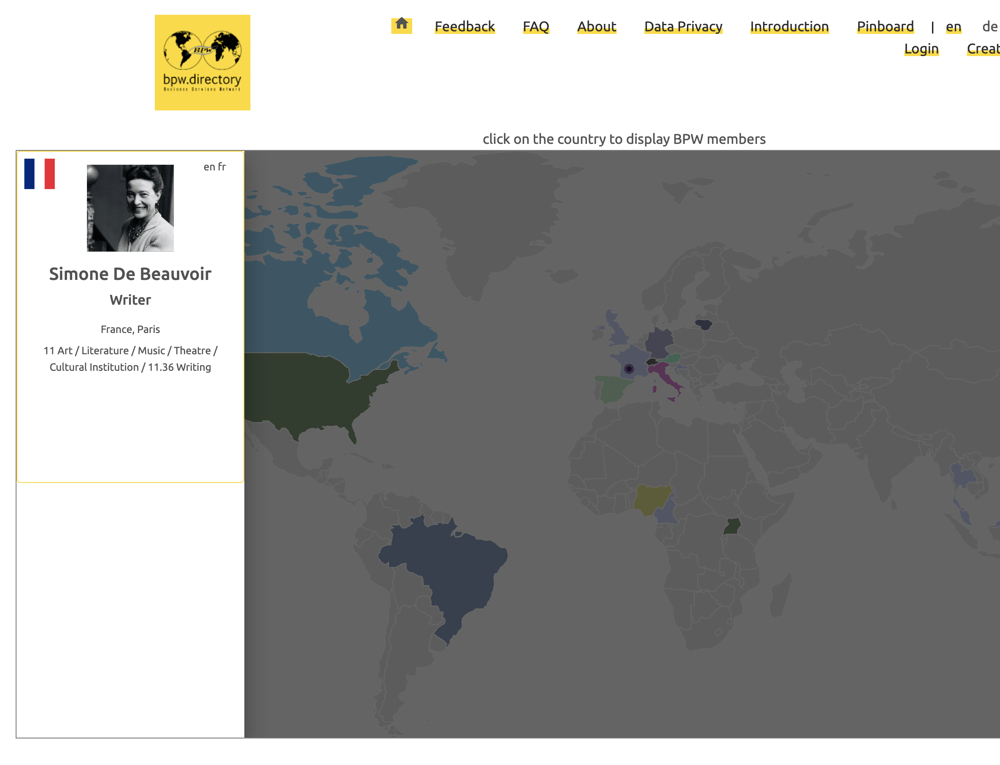 BPW
bpw.directory
Business Services Network
Feedback FAQ About Data Privacy Introduction Pinboard | en de
Login Creat
click on the country to display BPW members
en fr
Simone De Beauvoir
Writer
France, Paris
11 Art / Literature / Music / Theatre /
Cultural Institution / 11.36 Writing